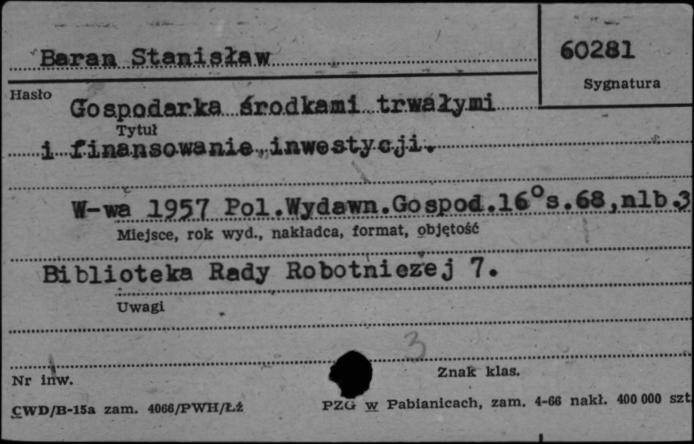 Baran Stanisław
60281
Sygnatura
Hasło
Gospodarka środkami trwałymi
Tytuł
i finansowanie inwestycji.
W-wa 1957 Pol.Wydawn.Gospod.16°s.68,nlb.3
Miejsce, rok wyd., nakładca, format, objętość
Biblioteka Rady Robotniczej 7.
Uwagi
3
Nr inw.
Znak klas.
CWD/B-15a zam. 4066/PWH/Łż
PZG w Pabianicach, zam. 4-66 nakł. 400 000 szt.